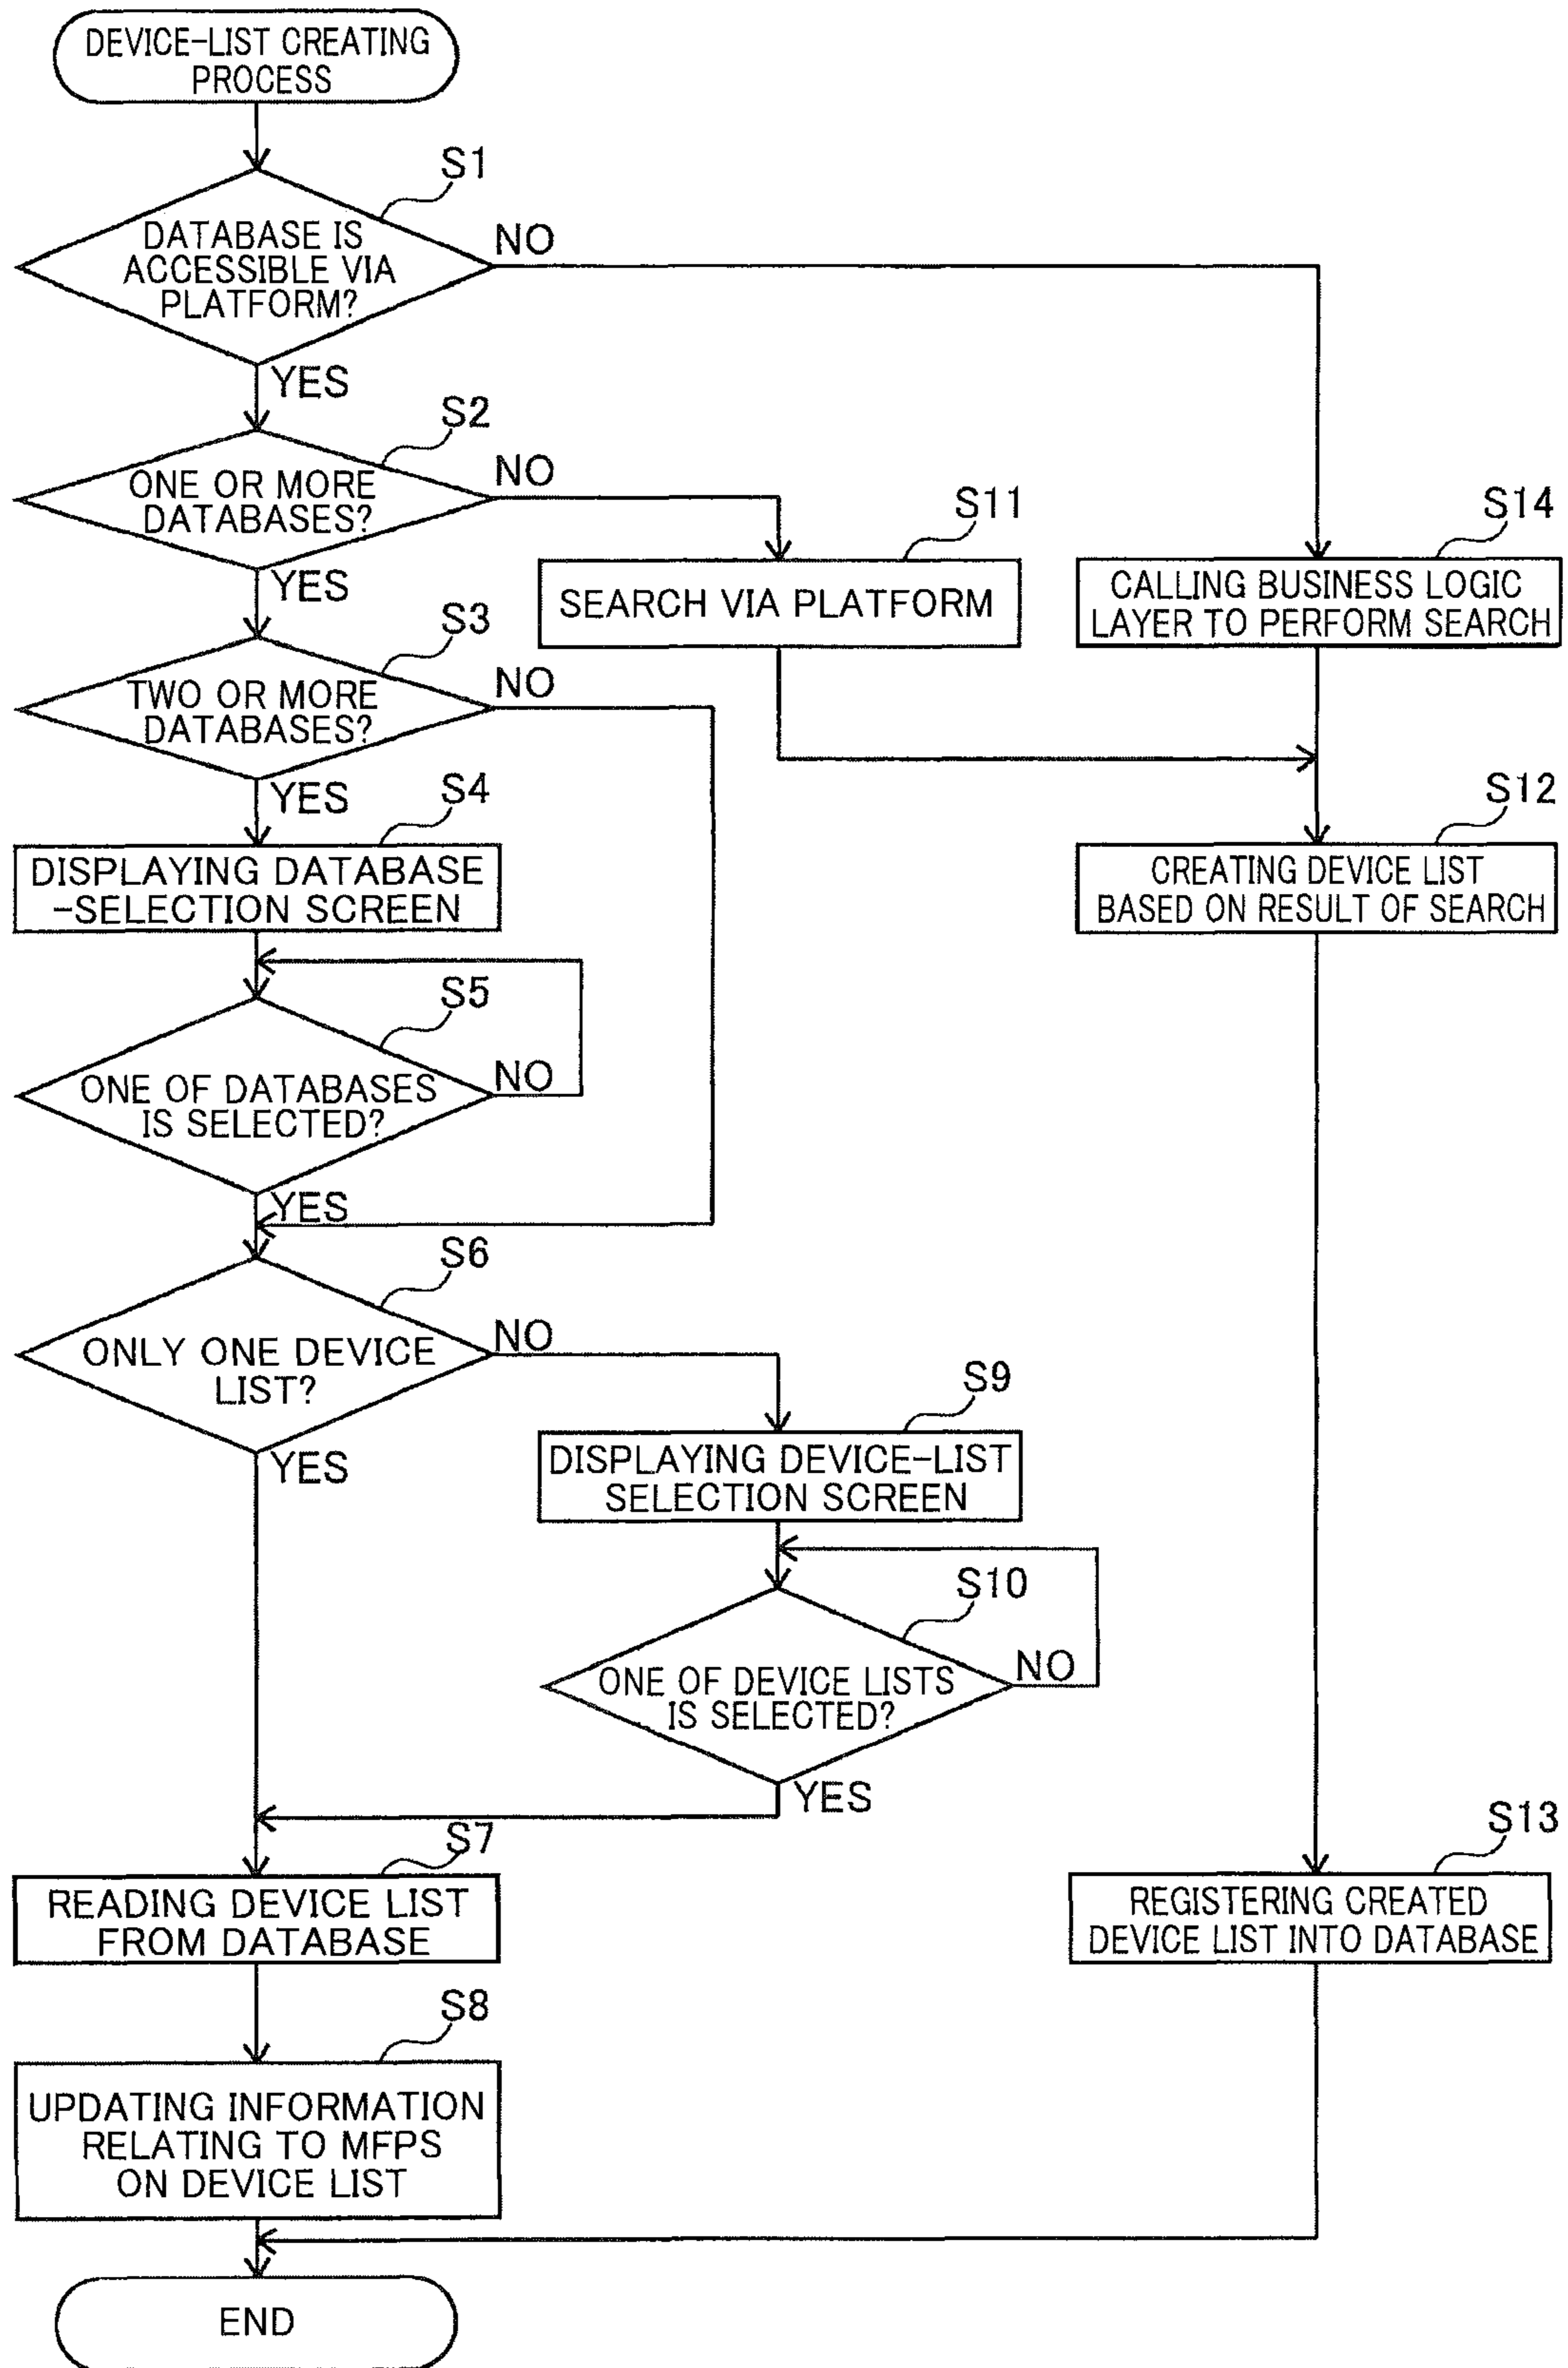 DEVICE-LIST CREATING
PROCESS
S1
DATABASE IS
ACCESSIBLE VIA
PLATFORM?
NO
YES
S2
ONE OR MORE
DATABASES?
NO
YES
S11
SEARCH VIA PLATFORM
S14
CALLING BUSINESS LOGIC
LAYER TO PERFORM SEARCH
S3
TWO OR MORE
DATABASES?
NO
YES
S4
DISPLAYING DATABASE
-SELECTION SCREEN
S12
CREATING DEVICE LIST
BASED ON RESULT OF SEARCH
S5
ONE OF DATABASES
IS SELECTED?
NO
YES
S6
ONLY ONE DEVICE
LIST?
NO
YES
S9
DISPLAYING DEVICE-LIST
SELECTION SCREEN
S10
ONE OF DEVICE LISTS
IS SELECTED?
NO
YES
S7
READING DEVICE LIST
FROM DATABASE
S13
REGISTERING CREATED
DEVICE LIST INTO DATABASE
S8
UPDATING INFORMATION
RELATING TO MFPS
ON DEVICE LIST
END